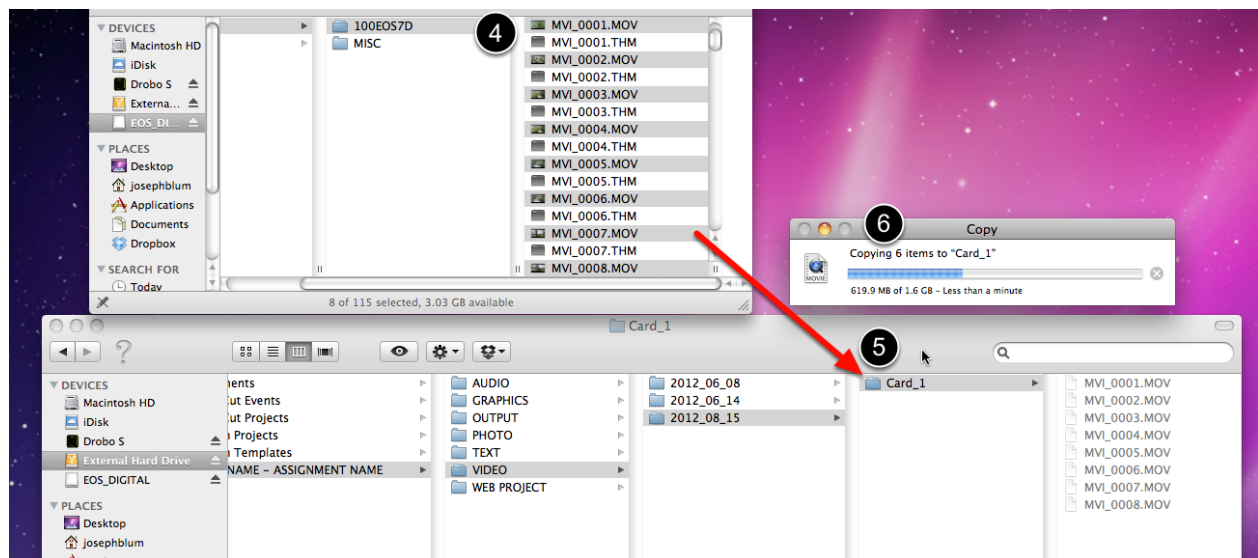 DEVICES
Macintosh HD
iDisk
Drobo S
Externa...
EOS_DI...
PLACES
Desktop
josephblum
Applications
Documents
Dropbox
SEARCH FOR
Today
100EOS7D
MISC
4
MVI_0001.MOV
MVI_0001.THM
MVI_0002.MOV
MVI_0002.THM
MVI_0003.MOV
MVI_0003.THM
MVI_0004.MOV
MVI_0004.THM
MVI_0005.MOV
MVI_0005.THM
MVI_0006.MOV
MVI_0006.THM
MVI_0007.MOV
MVI_0007.THM
MVI_0008.MOV
8 of 115 selected, 3.03 GB available
6
Copy
Copying 6 items to "Card_1"
MOVIE
619.9 MB of 1.6 GB – Less than a minute
Card_1
5
DEVICES
Macintosh HD
iDisk
Drobo S
External Hard Drive
EOS_DIGITAL
PLACES
Desktop
josephblum
ients
Cut Events
Cut Projects
n Projects
n Templates
NAME – ASSIGNMENT NAME
AUDIO
GRAPHICS
OUTPUT
PHOTO
TEXT
VIDEO
WEB PROJECT
2012_06_08
2012_06_14
2012_08_15
Card_1
MVI_0001.MOV
MVI_0002.MOV
MVI_0003.MOV
MVI_0004.MOV
MVI_0005.MOV
MVI_0006.MOV
MVI_0007.MOV
MVI_0008.MOV